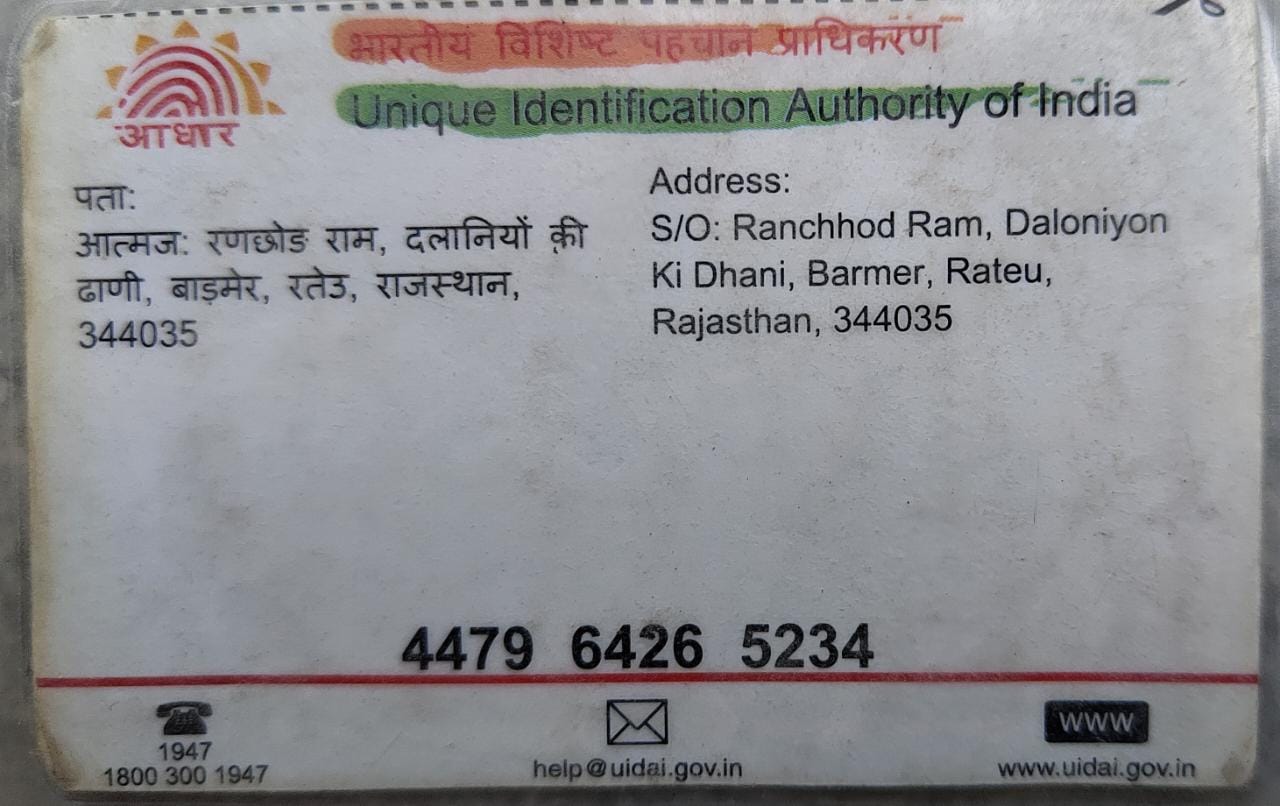 भारतीय विशिष्ट पहचान प्राधिकरण
Unique Identification Authority of India
आधार
पता:
आत्मज: रणछोड राम, दलानियों की
ढाणी, बाड़मेर, रतेउ, राजस्थान,
344035
Address:
S/O: Ranchhod Ram, Daloniyon
Ki Dhani, Barmer, Rateu,
Rajasthan, 344035
4479 6426 5234
1947
1800 300 1947
help@uidai.gov.in
www
www.uidai.gov.in